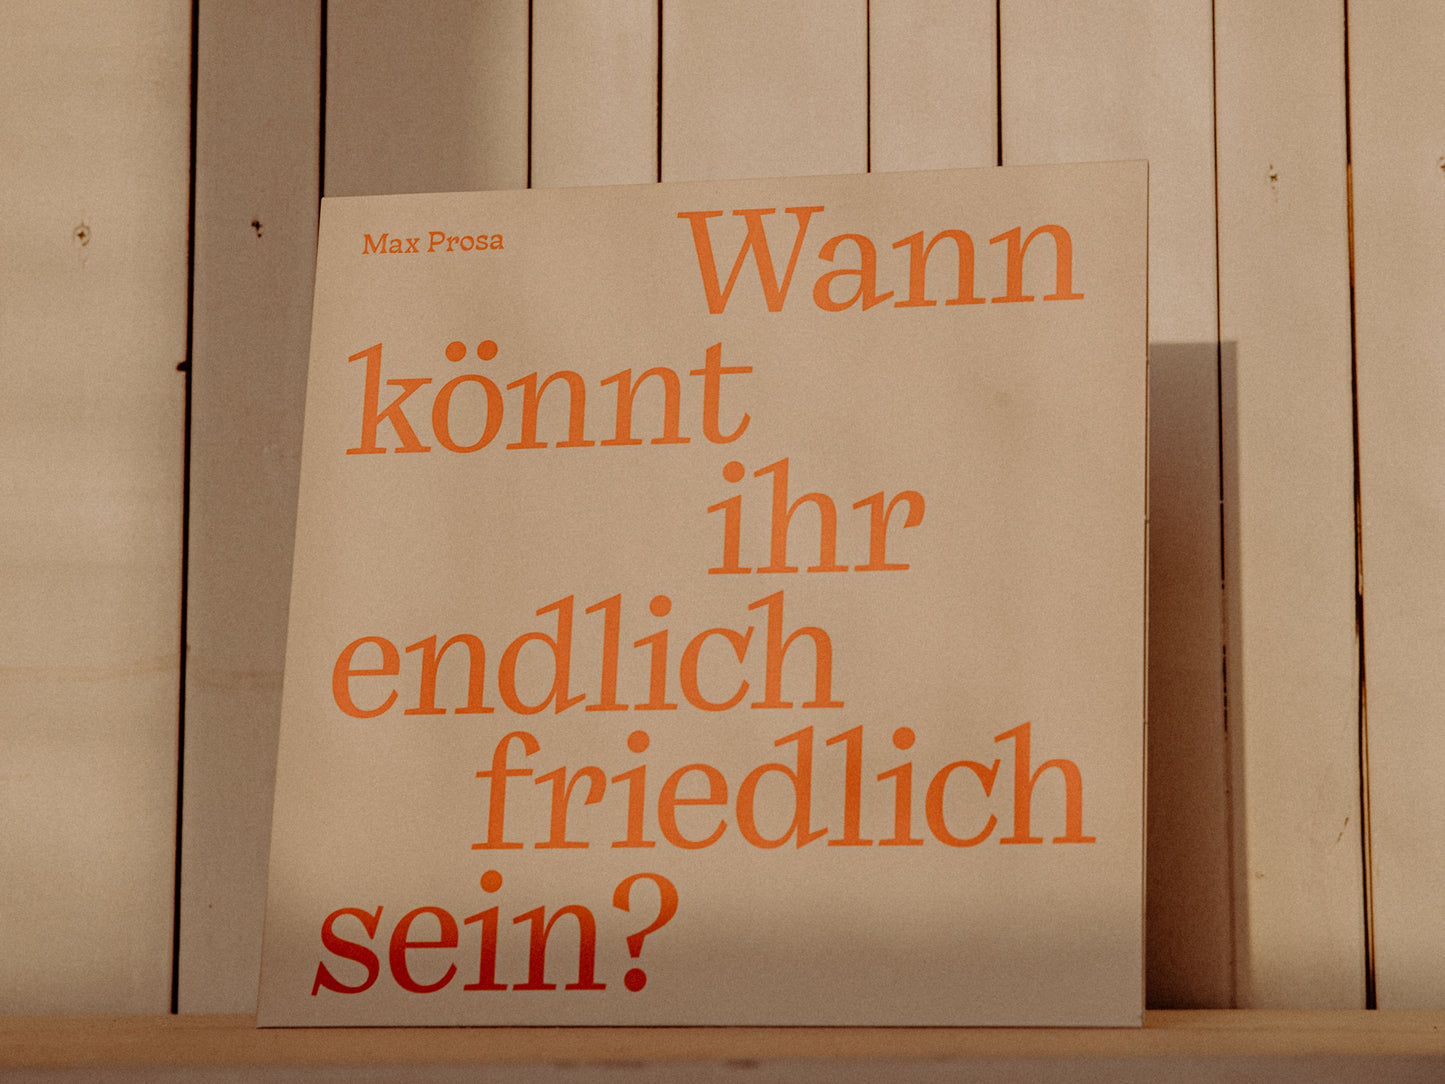 Max Prosa
Wann
könnt
ihr
endlich
friedlich
sein?